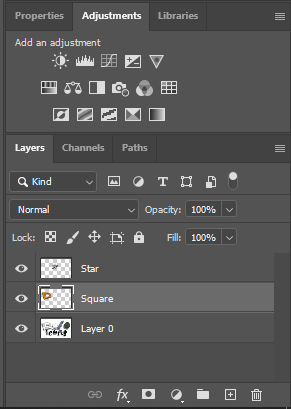 Properties Adjustments Libraries
Add an adjustment
Layers Channels Paths
Kind
Normal Opacity: 100%
Lock: Fill: 100%
Star
Square
Layer 0
fx